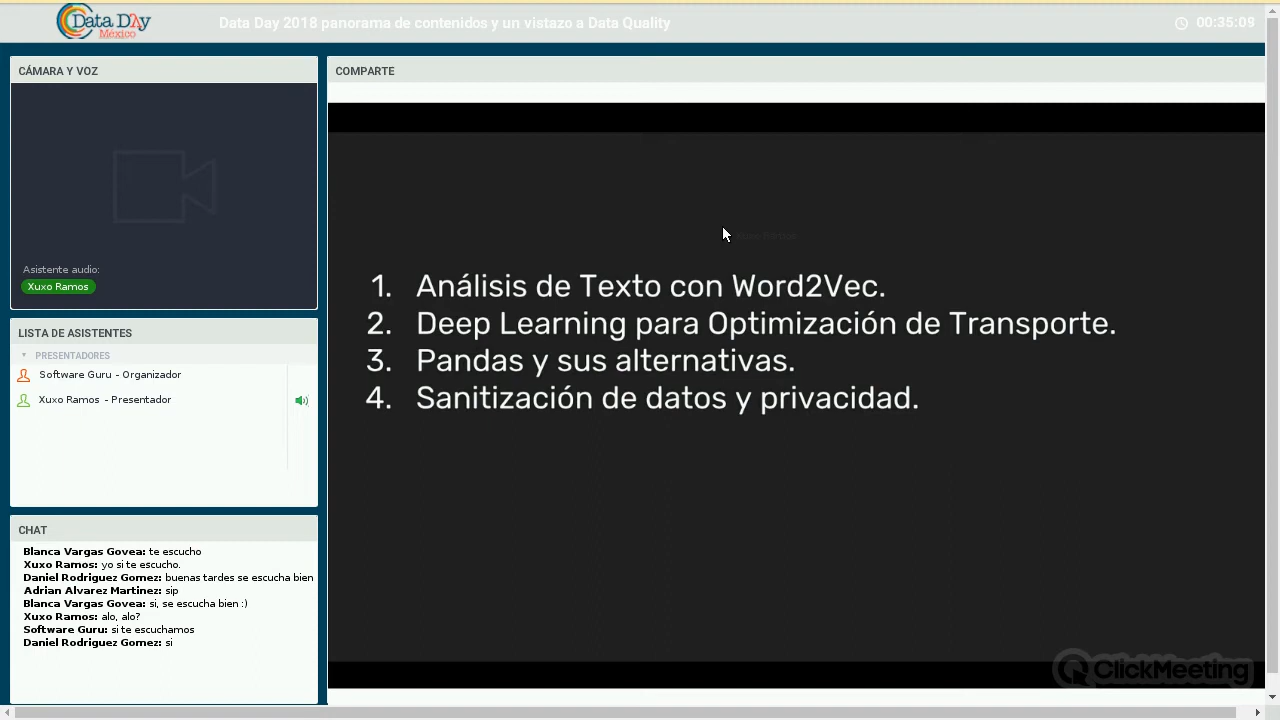 Data Day
México
Data Day 2018 panorama de contenidos y un vistazo a Data Quality
00:35:09
CÁMARA Y VOZ
Asistente audio:
Xuxo Ramos
LISTA DE ASISTENTES
PRESENTADORES
Software Guru - Organizador
Xuxo Ramos - Presentador
CHAT
Blanca Vargas Govea: te escucho
Xuxo Ramos: yo si te escucho.
Daniel Rodriguez Gomez: buenas tardes se escucha bien
Adrian Alvarez Martinez: sip
Blanca Vargas Govea: si, se escucha bien :)
Xuxo Ramos: alo, alo?
Software Guru: si te escuchamos
Daniel Rodriguez Gomez: si
COMPARTE
1. Análisis de Texto con Word2Vec.
2. Deep Learning para Optimización de Transporte.
3. Pandas y sus alternativas.
4. Sanitización de datos y privacidad.
ClickMeeting